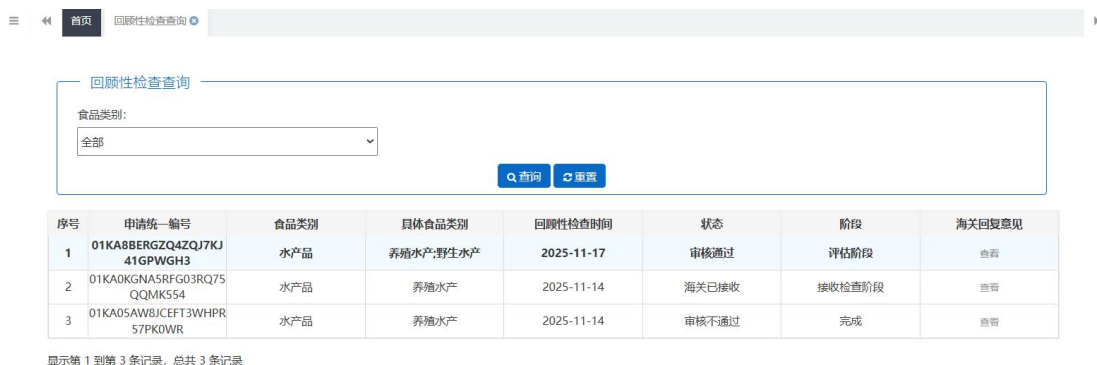 首页 回顾性检查查询
回顾性检查查询
食品类别:
全部
查询 重置
序号 申请统一编号 食品类别 具体食品类别 回顾性检查时间 状态 阶段 海关回复意见
1 01KA8BERGZQ4ZQJ7KJ 水产品 养殖水产;野生水产 2025-11-17 审核通过 评估阶段 查看
41GPWGH3
2 01KA0KGNA5RFG03RQ75 水产品 养殖水产 2025-11-14 海关已接收 接收检查阶段 查看
QQMK554
3 01KA05AW8JCEFT3WHPR 水产品 养殖水产 2025-11-14 审核不通过 完成 查看
57PK0WR
显示第 1 到第 3 条记录，总共 3 条记录